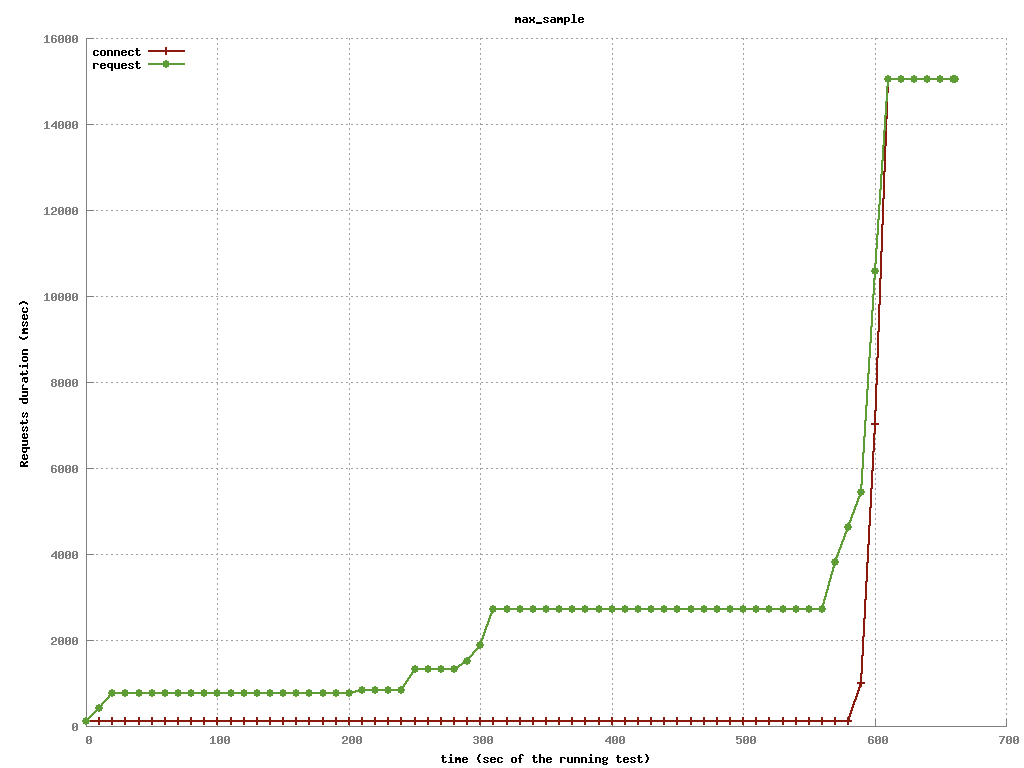 max_sample
connect
request
16000
14000
12000
10000
8000
6000
4000
2000
0
Requests duration (msec)
0 100 200 300 400 500 600 700
time (sec of the running test)